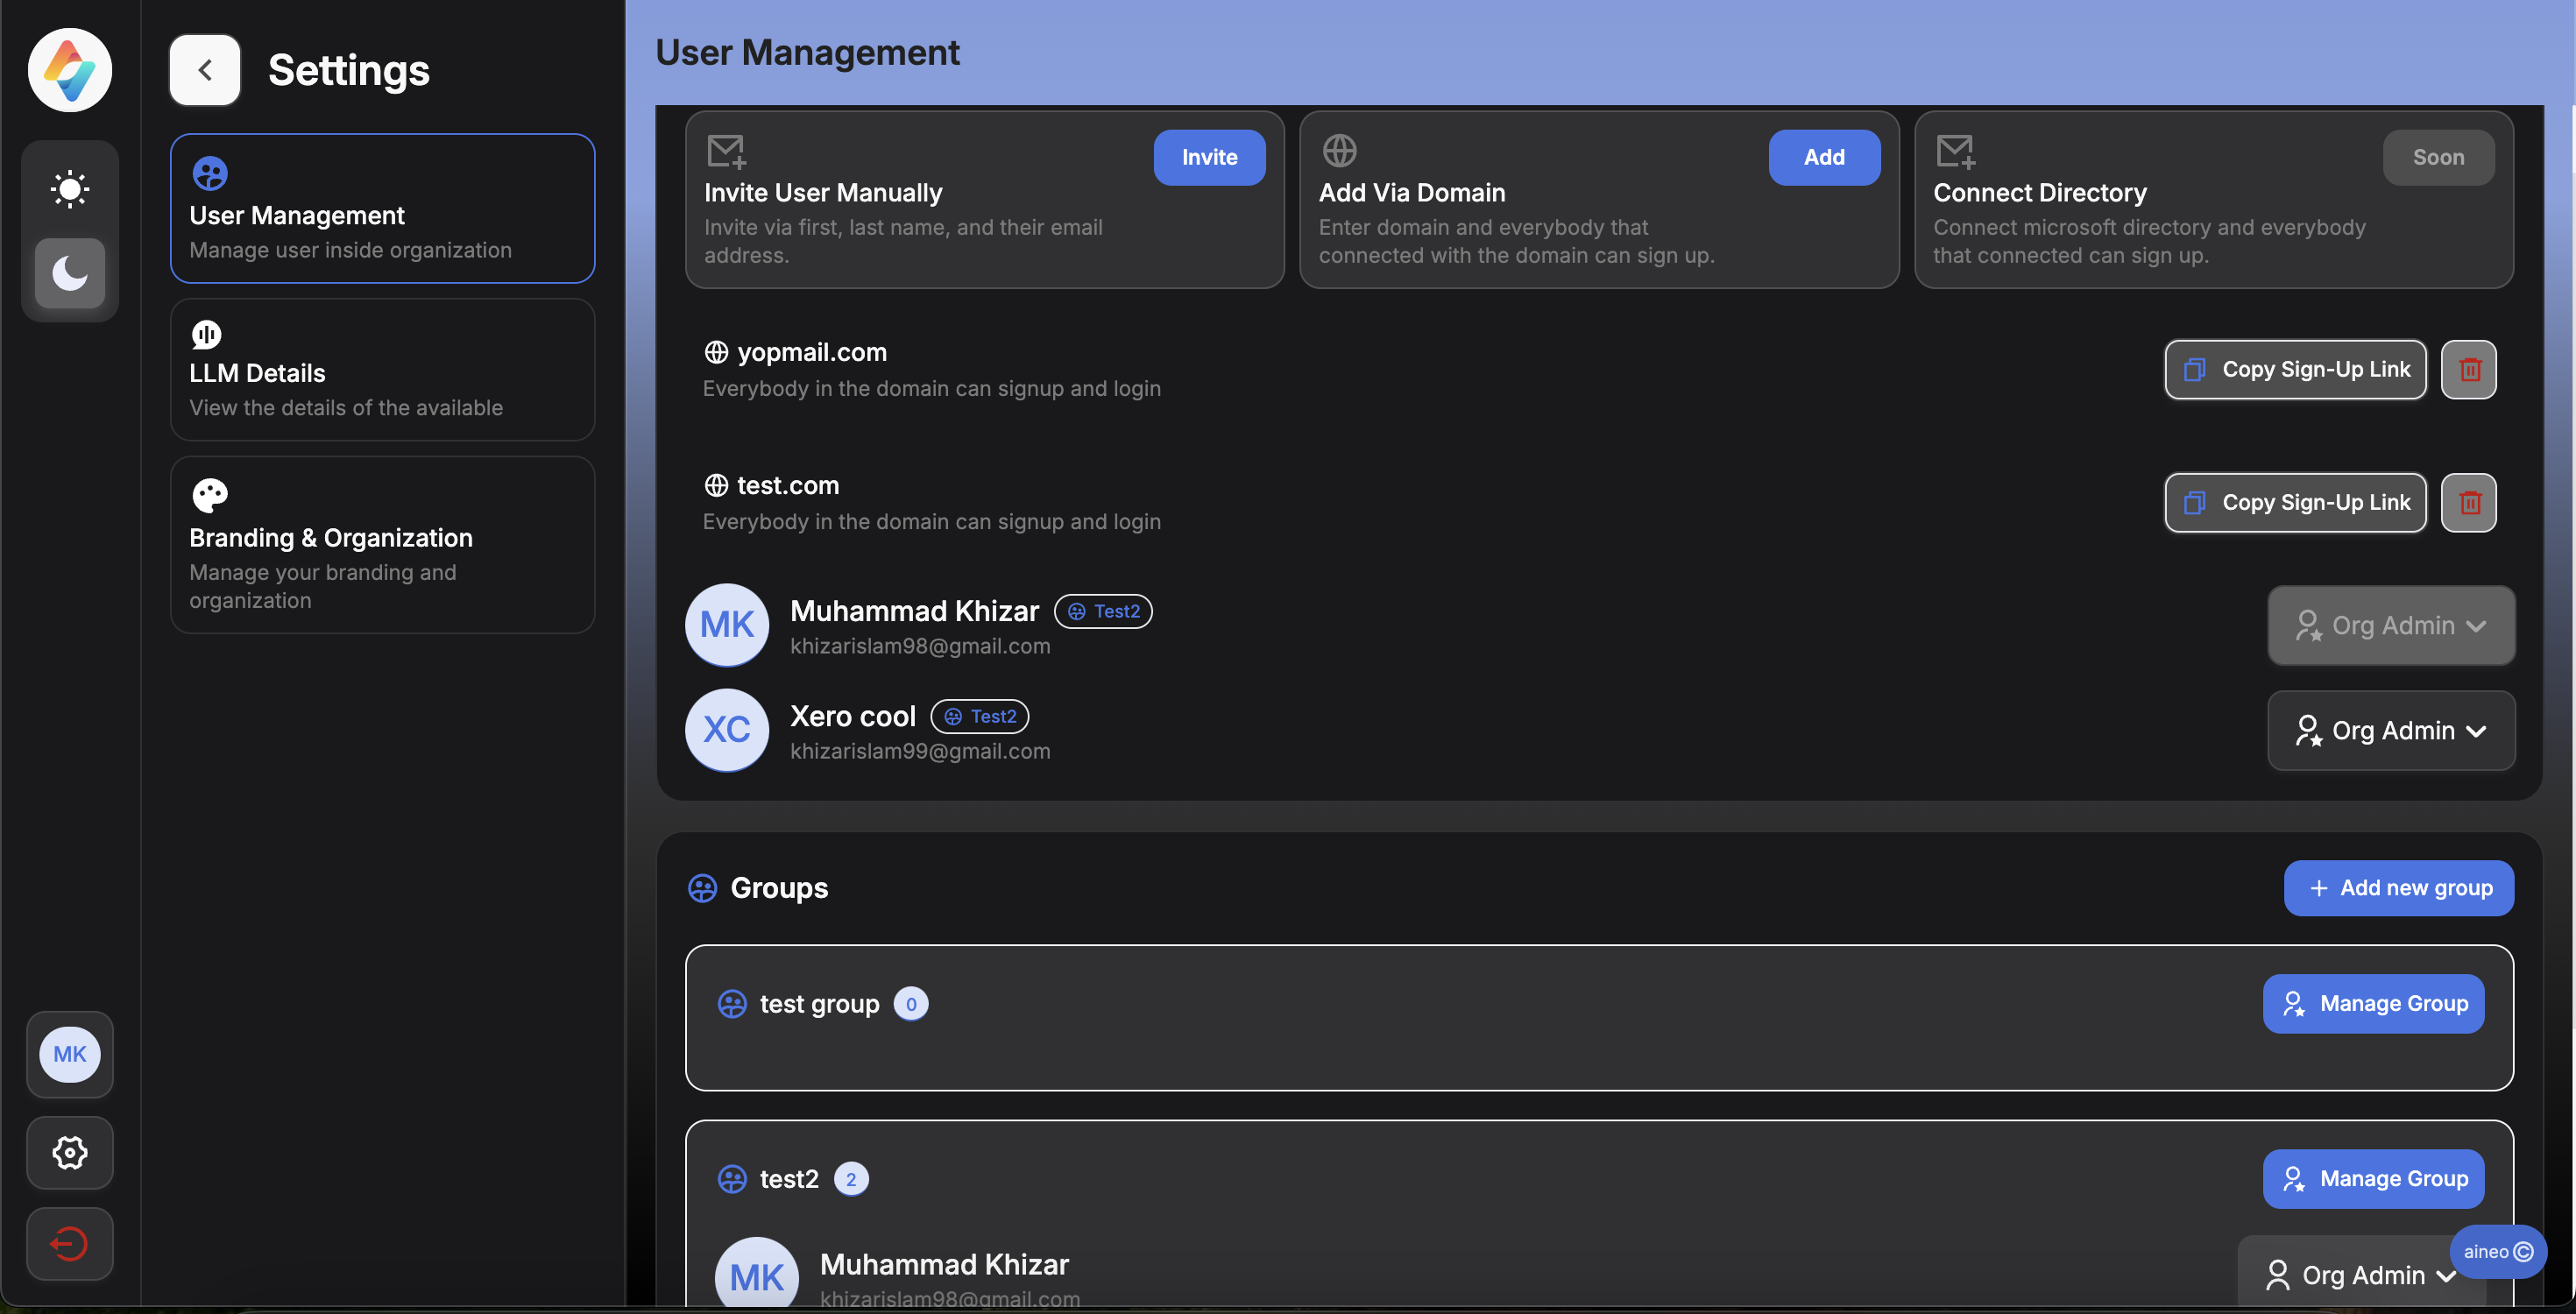 Settings
User Management
Manage user inside organization
LLM Details
View the details of the available
Branding & Organization
Manage your branding and
organization
MK
User Management
Invite
Invite User Manually
Invite via first, last name, and their email
address.
Add
Add Via Domain
Enter domain and everybody that
connected with the domain can sign up.
Soon
Connect Directory
Connect microsoft directory and everybody
that connected can sign up.
yopmail.com
Everybody in the domain can signup and login
Copy Sign-Up Link
test.com
Everybody in the domain can signup and login
Copy Sign-Up Link
MK
Muhammad Khizar Test2
khizarislam98@gmail.com
Org Admin
XC
Xero cool Test2
khizarislam99@gmail.com
Org Admin
Groups
+ Add new group
test group 0
Manage Group
test2 2
Manage Group
MK
Muhammad Khizar
khizarislam98@gmail.com
Org Admin
aineo ©